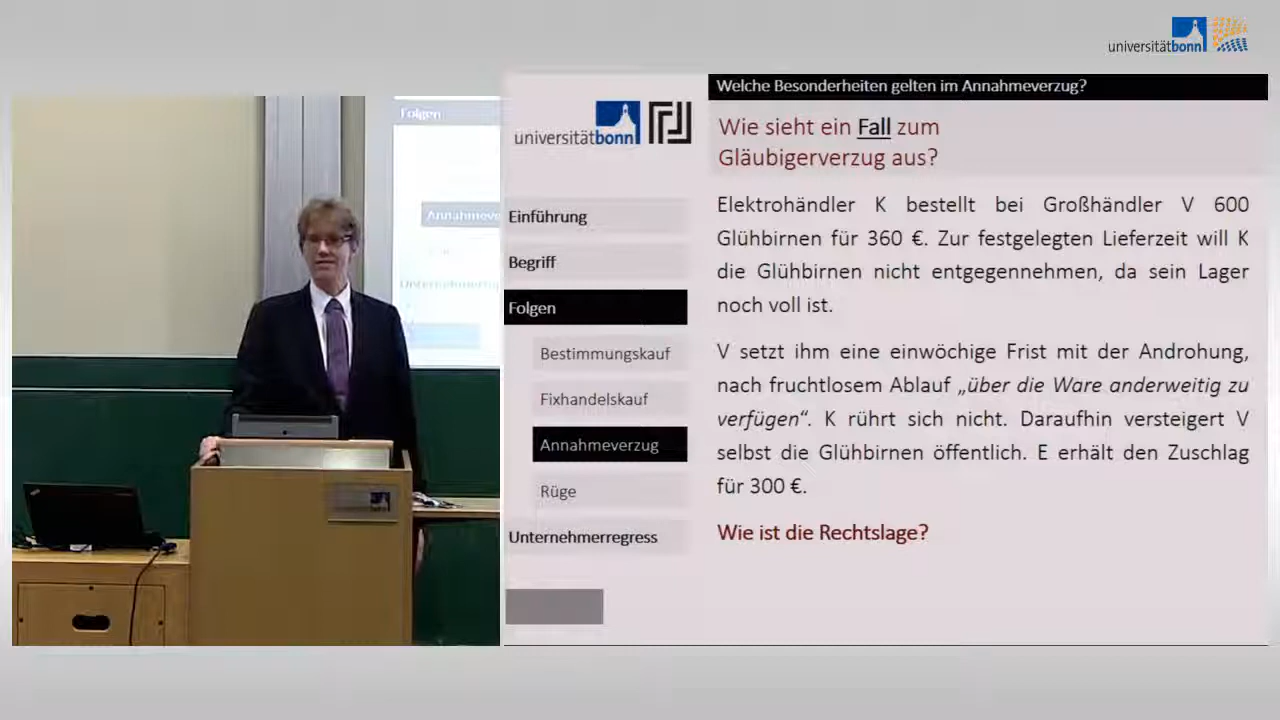 universitätbonn
Welche Besonderheiten gelten im Annahmeverzug?
universitätbonn
Wie sieht ein Fall zum
Gläubigerverzug aus?
Einführung
Begriff
Folgen
Bestimmungskauf
Fixhandelskauf
Annahmeverzug
Rüge
Unternehmerregress
Elektrohändler K bestellt bei Großhändler V 600
Glühbirnen für 360 €. Zur festgelegten Lieferzeit will K
die Glühbirnen nicht entgegennehmen, da sein Lager
noch voll ist.
V setzt ihm eine einwöchige Frist mit der Androhung,
nach fruchtlosem Ablauf „über die Ware anderweitig zu
verfügen“. K rührt sich nicht. Daraufhin versteigert V
selbst die Glühbirnen öffentlich. E erhält den Zuschlag
für 300 €.
Wie ist die Rechtslage?
Folgen